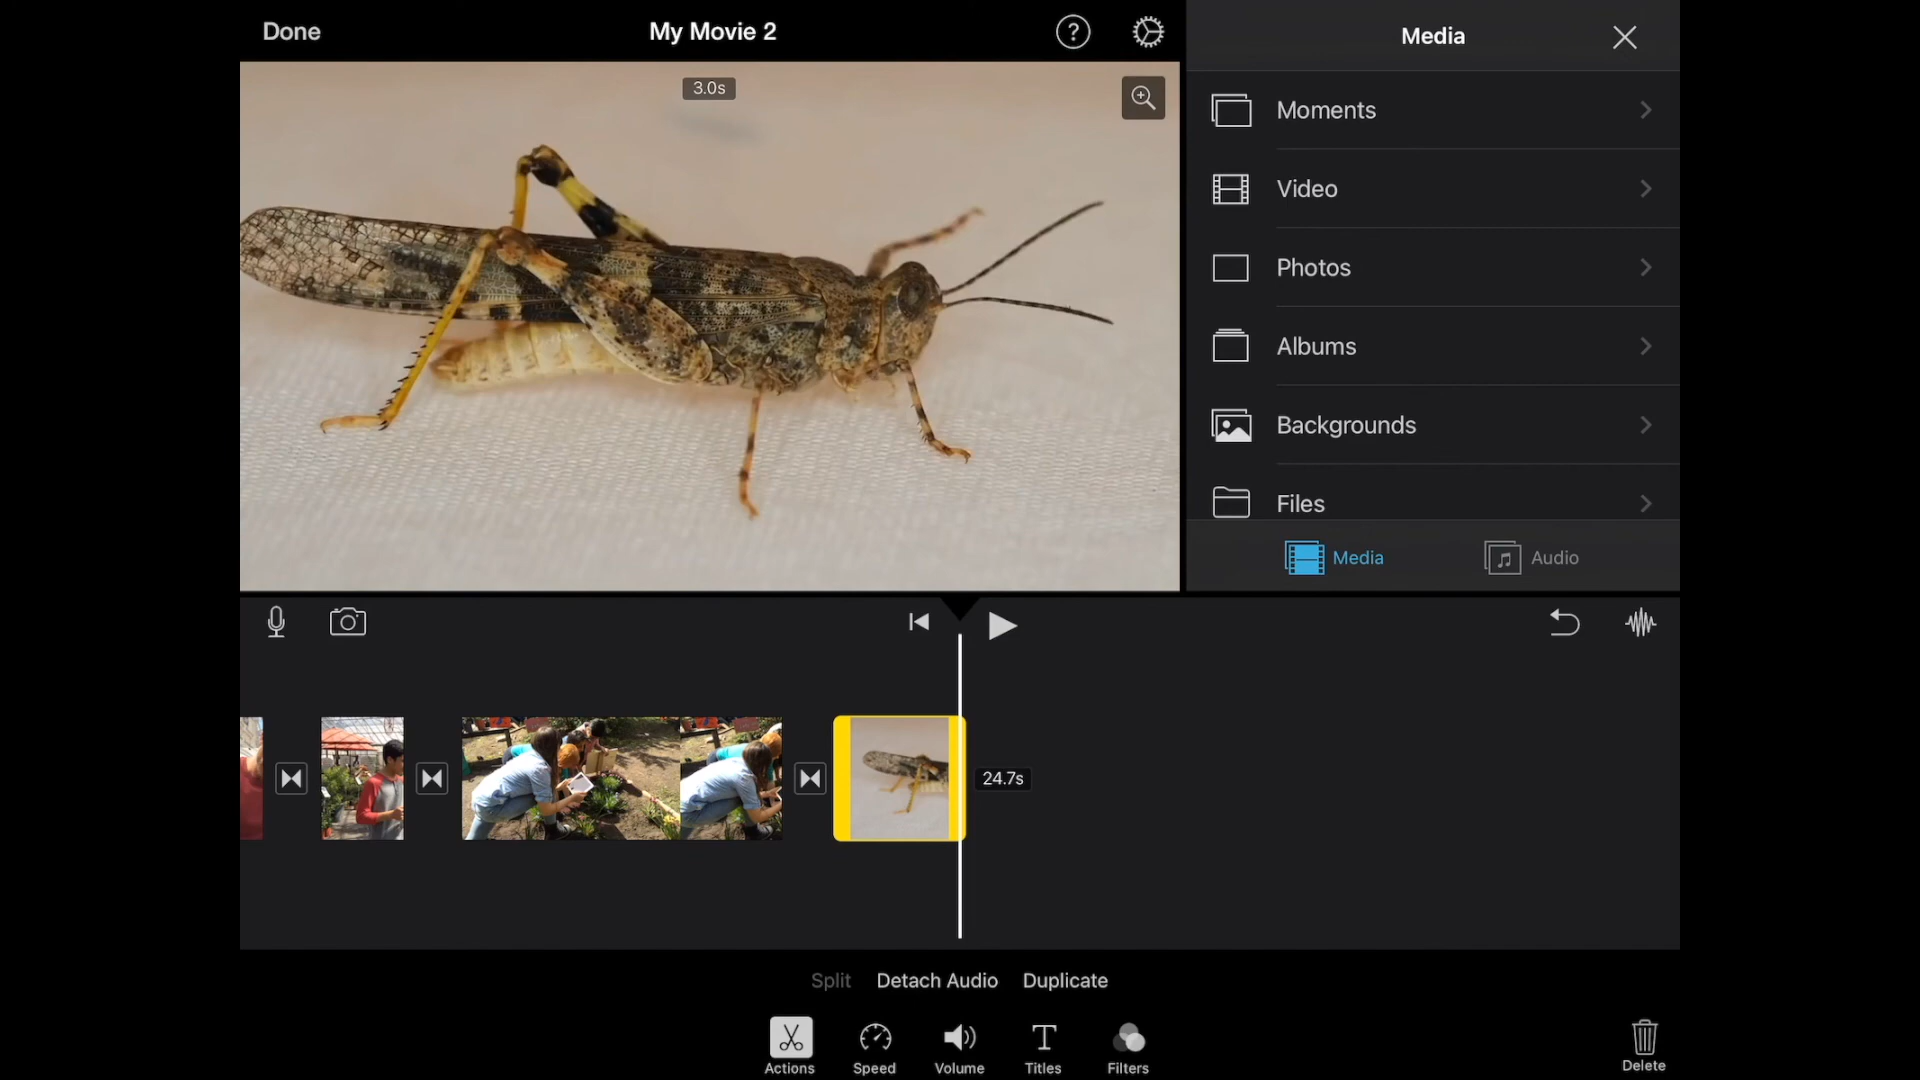 Done
My Movie 2
?
Media
3.0s
Moments
Video
Photos
Albums
Backgrounds
Files
Media
Audio
24.7s
Split
Detach Audio
Duplicate
Actions
Speed
Volume
Titles
Filters
Delete